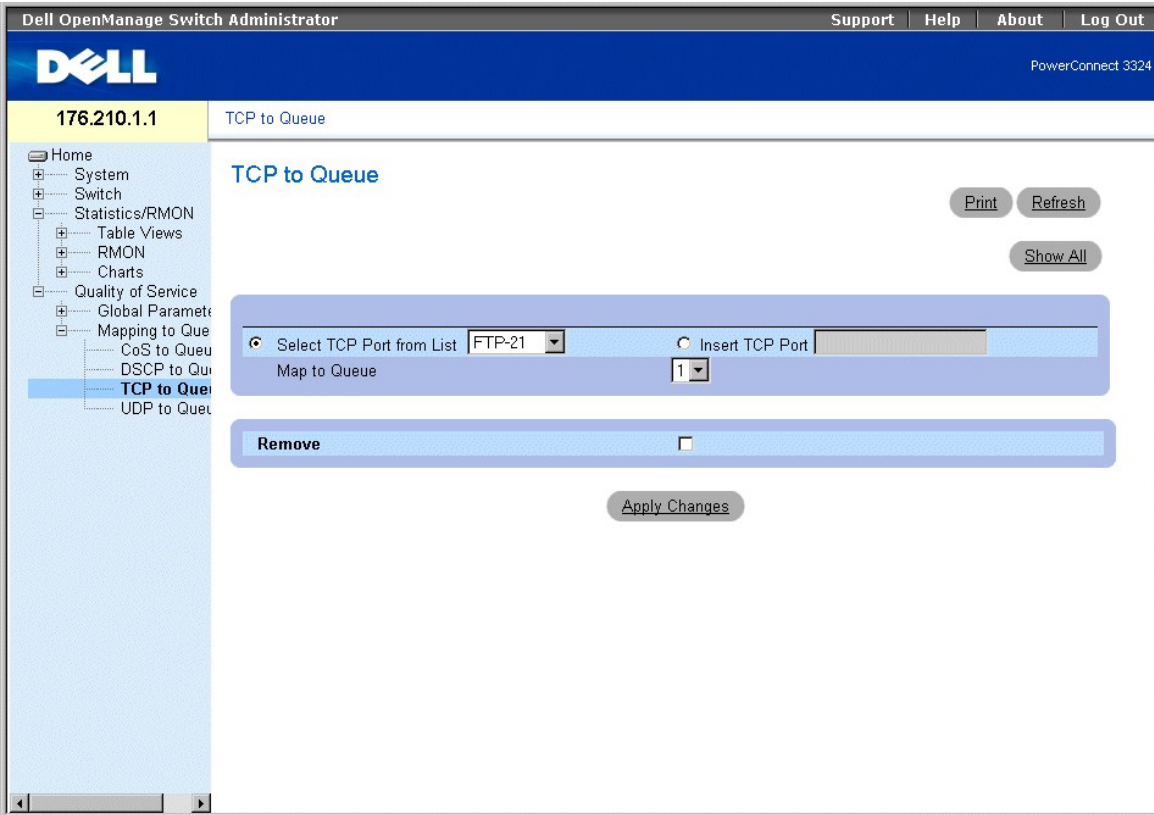 Dell OpenManage Switch Administrator Support Help About Log Out
DELL PowerConnect 3324
176.210.1.1 TCP to Queue
Home
System
Switch
Statistics/RMON
Table Views
RMON
Charts
Quality of Service
Global Paramete
Mapping to Que
CoS to Queu
DSCP to Qu
TCP to Que
UDP to Queu
TCP to Queue
Print Refresh
Show All
Select TCP Port from List FTP-21 Insert TCP Port
Map to Queue 1
Remove
Apply Changes